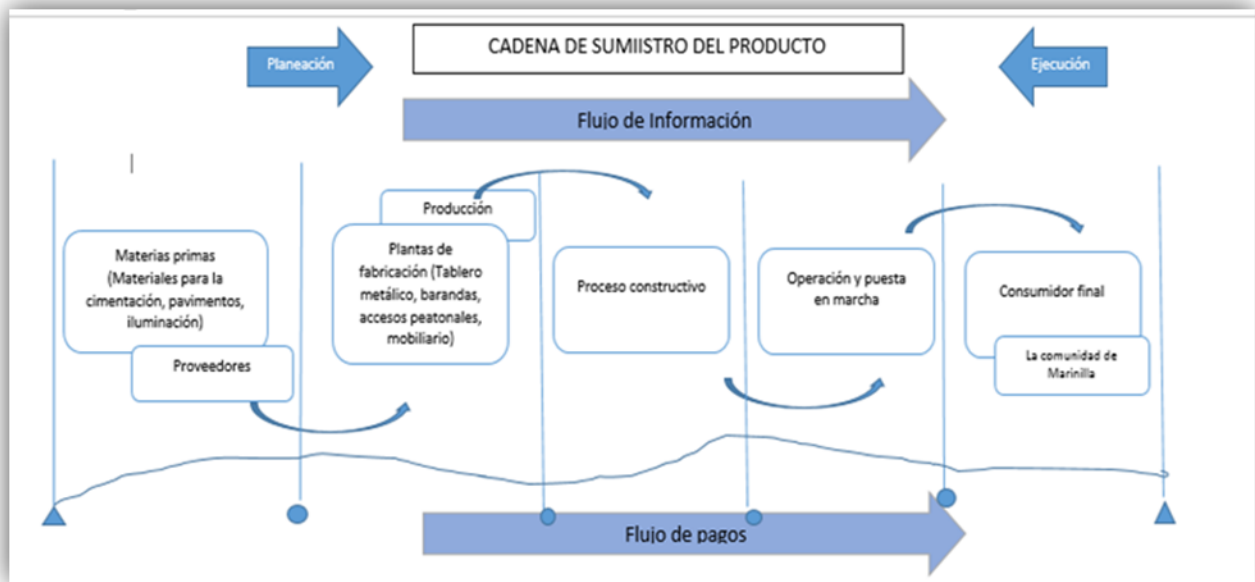 CADENA DE SUMIISTRO DEL PRODUCTO
Planeación
Ejecución
Flujo de Información
Materias primas
(Materiales para la
cimentación, pavimentos,
iluminación)
Proveedores
Producción
Plantas de
fabricación (Tablero
metálico, barandas,
accesos peatonales,
mobiliario)
Proceso constructivo
Operación y puesta
en marcha
Consumidor final
La comunidad de
Marinilla
Flujo de pagos